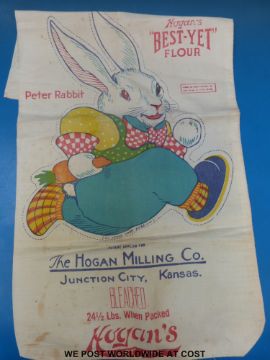 Hogan's
"BEST-YET"
FLOUR
Peter Rabbit
The HOGAN MILLING Co.
JUNCTION CITY, Kansas.
BLEACHED
24½ Lbs. When Packed
Hogan's
WE POST WORLDWIDE AT COST